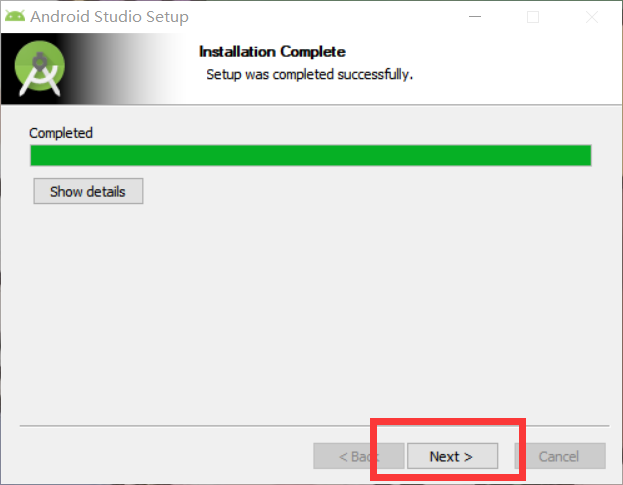 Android Studio Setup
Installation Complete
Setup was completed successfully.
Completed
Show details
< Back Next > Cancel